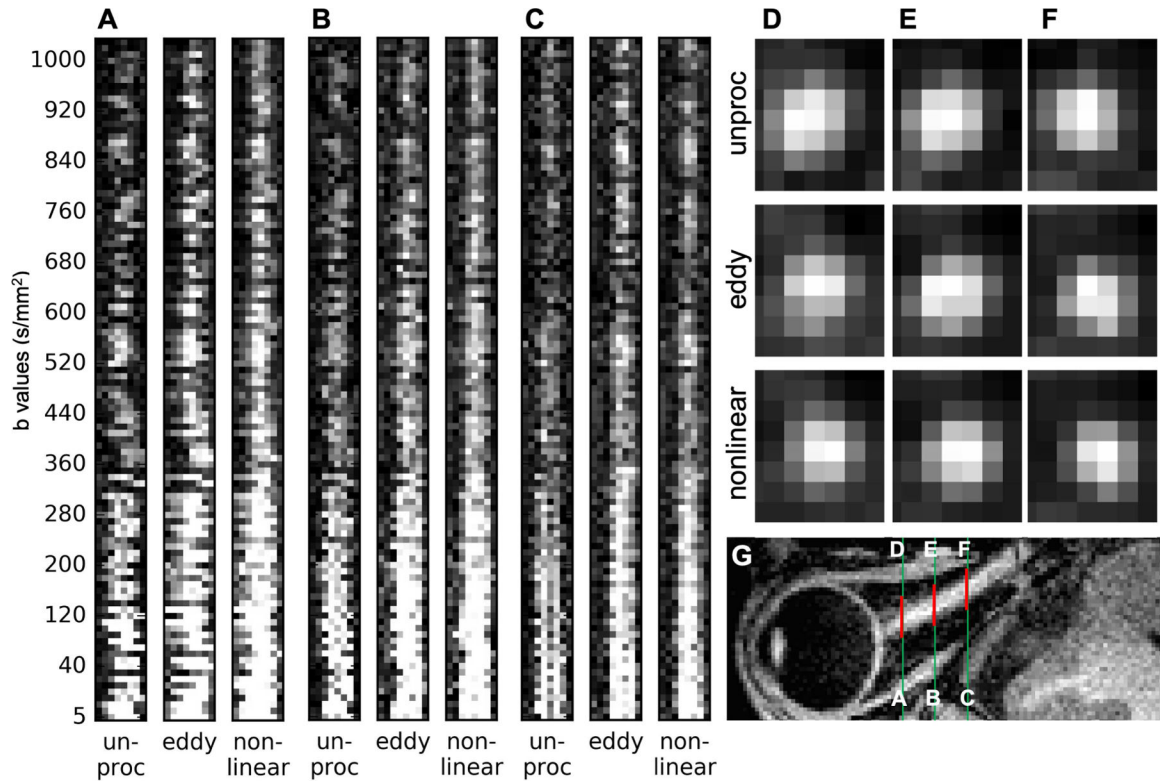 A B C D E F
1000
920
840
760
680
600
520
440
360
280
200
120
40
5
b values (s/mm²)
un-
proc
eddy
non-
linear
un-
proc
eddy
non-
linear
un-
proc
eddy
non-
linear
unproc
eddy
nonlinear
G
D E F
A B C